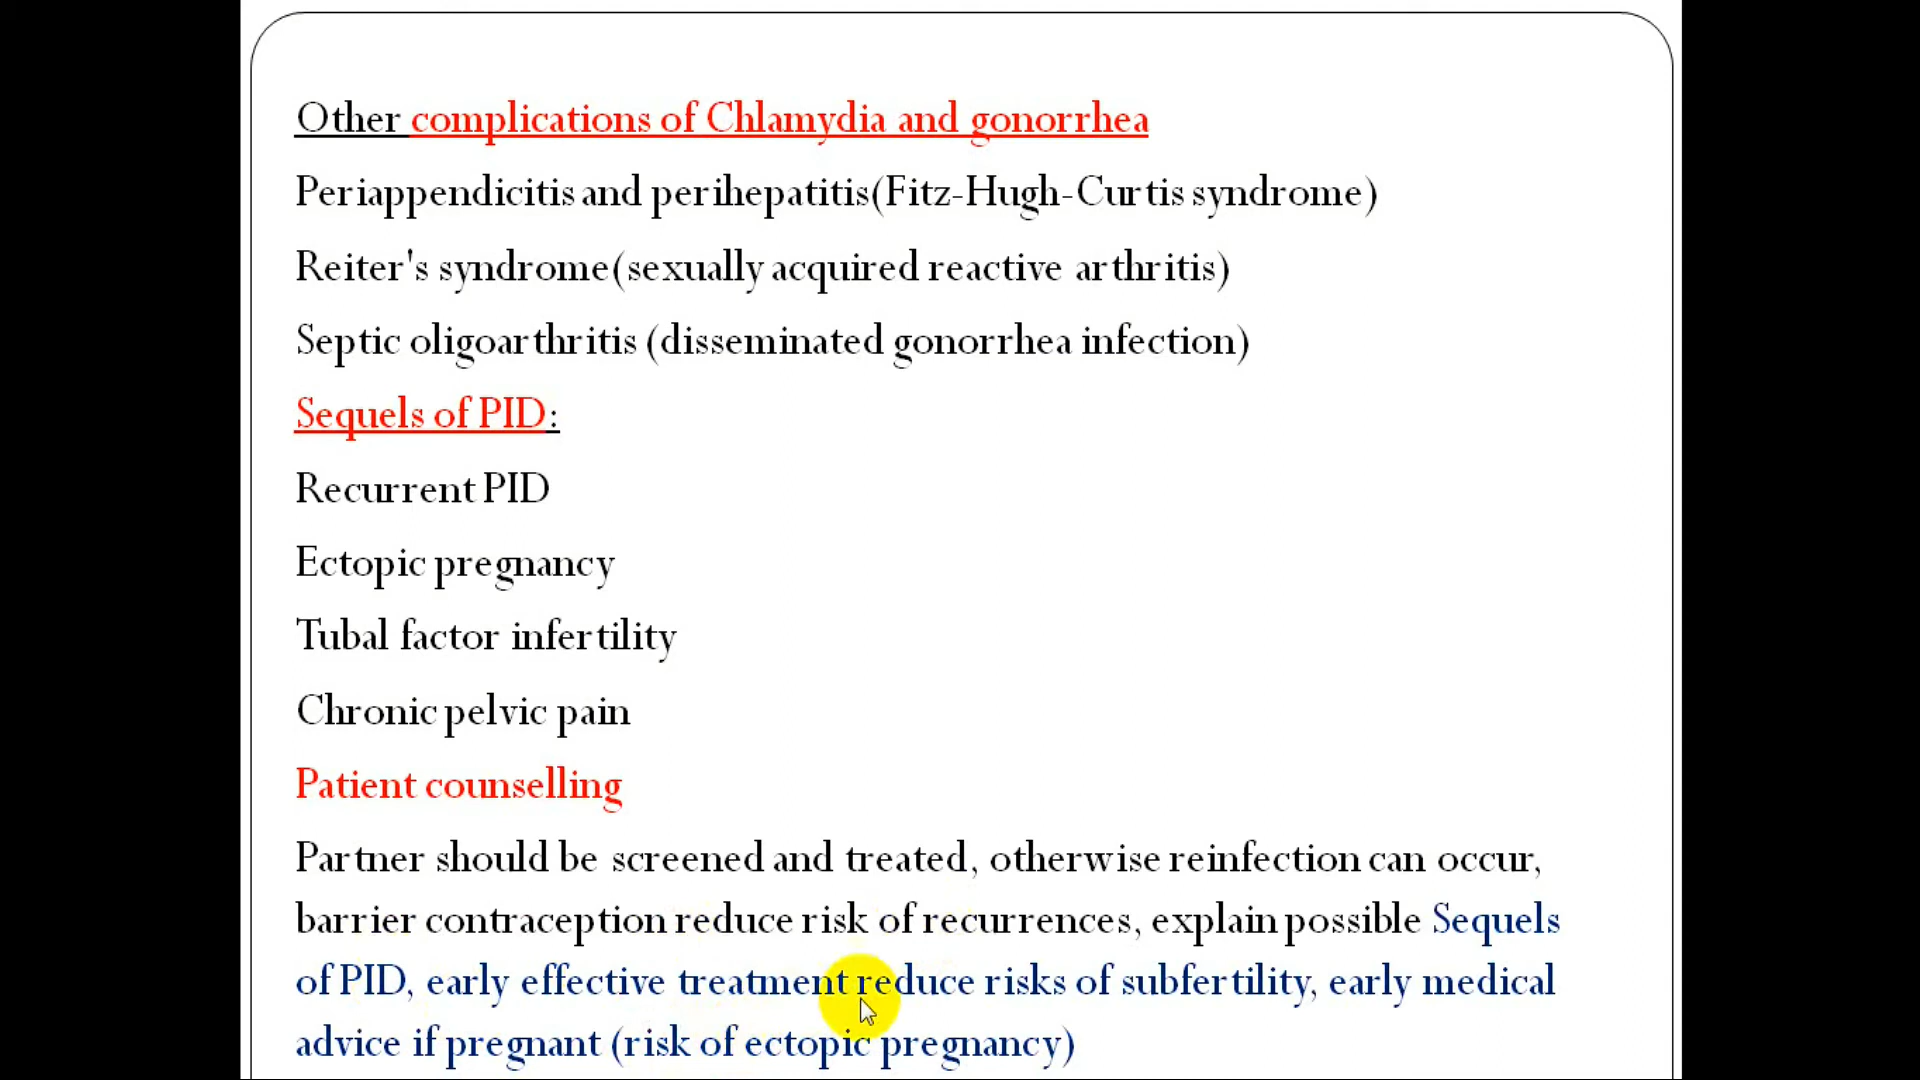 Other complications of Chlamydia and gonorrhea
Periappendicitis and perihepatitis(Fitz-Hugh-Curtis syndrome)
Reiter's syndrome(sexually acquired reactive arthritis)
Septic oligoarthritis (disseminated gonorrhea infection)
Sequels of PID:
Recurrent PID
Ectopic pregnancy
Tubal factor infertility
Chronic pelvic pain
Patient counselling
Partner should be screened and treated, otherwise reinfection can occur,
barrier contraception reduce risk of recurrences, explain possible Sequels
of PID, early effective treatment reduce risks of subfertility, early medical
advice if pregnant (risk of ectopic pregnancy)